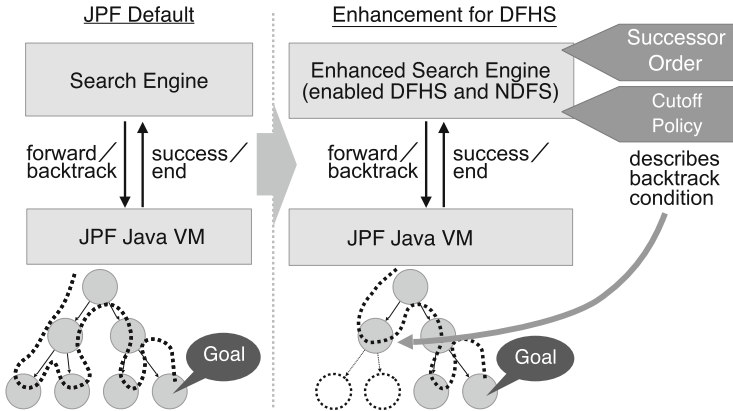 JPF Default
Search Engine
forward/
backtrack
success/
end
JPF Java VM
Goal
Enhancement for DFHS
Enhanced Search Engine
(enabled DFHS and NDFS)
forward/
backtrack
success/
end
JPF Java VM
Goal
Successor
Order
Cutoff
Policy
describes
backtrack
condition